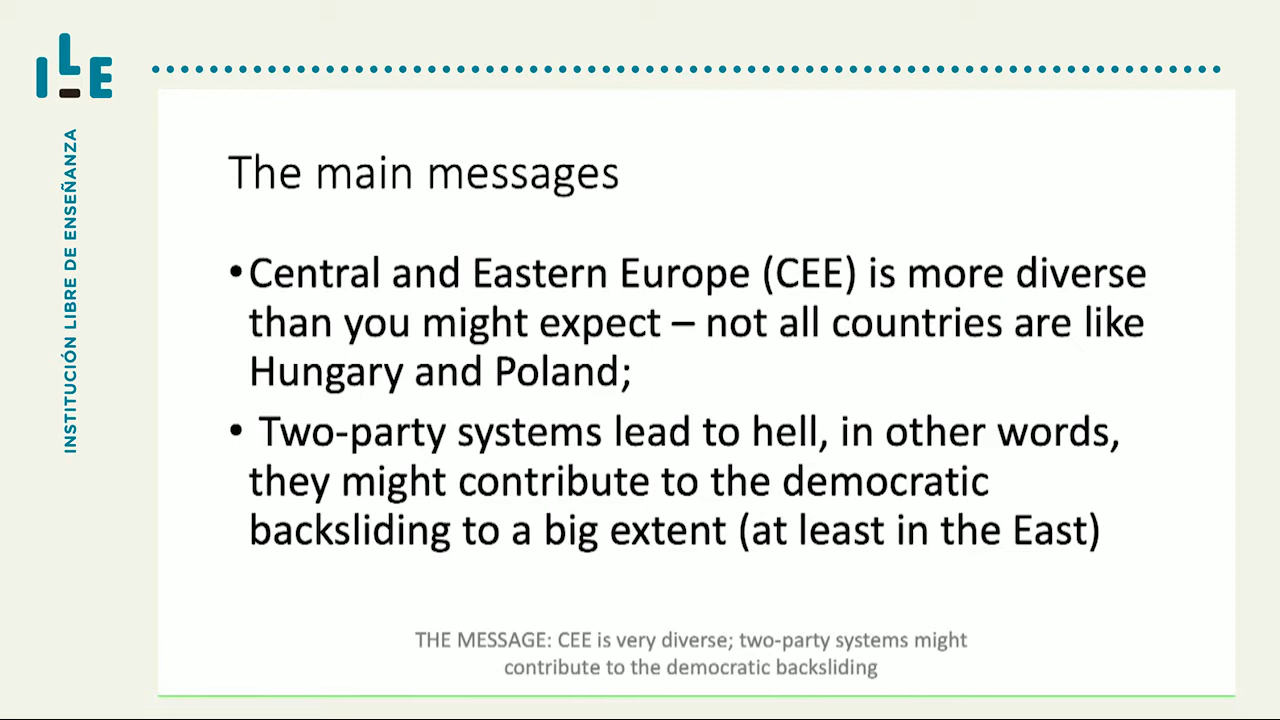 ILE
INSTITUCIÓN LIBRE DE ENSEÑANZA
The main messages
•Central and Eastern Europe (CEE) is more diverse
than you might expect – not all countries are like
Hungary and Poland;
• Two-party systems lead to hell, in other words,
they might contribute to the democratic
backsliding to a big extent (at least in the East)
THE MESSAGE: CEE is very diverse; two-party systems might
contribute to the democratic backsliding